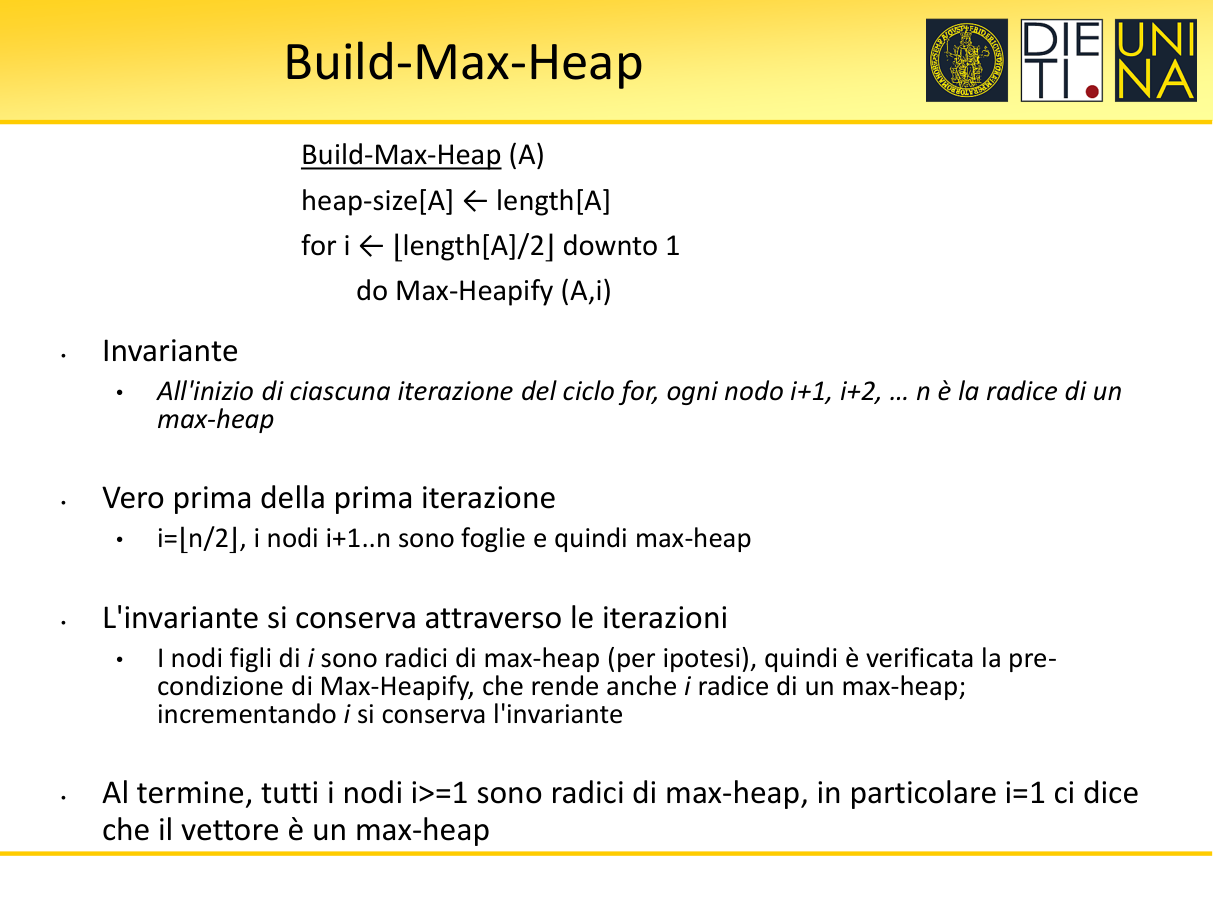 Build-Max-Heap
DIE
TI.
UNI
NA
Build-Max-Heap (A)
heap-size[A] ← length[A]
for i ← ⌊length[A]/2⌋ downto 1
do Max-Heapify (A,i)
• Invariante
• All'inizio di ciascuna iterazione del ciclo for, ogni nodo i+1, i+2, … n è la radice di un
max-heap
• Vero prima della prima iterazione
• i=⌊n/2⌋, i nodi i+1..n sono foglie e quindi max-heap
• L'invariante si conserva attraverso le iterazioni
• I nodi figli di i sono radici di max-heap (per ipotesi), quindi è verificata la pre-
condizione di Max-Heapify, che rende anche i radice di un max-heap;
incrementando i si conserva l'invariante
• Al termine, tutti i nodi i>=1 sono radici di max-heap, in particolare i=1 ci dice
che il vettore è un max-heap